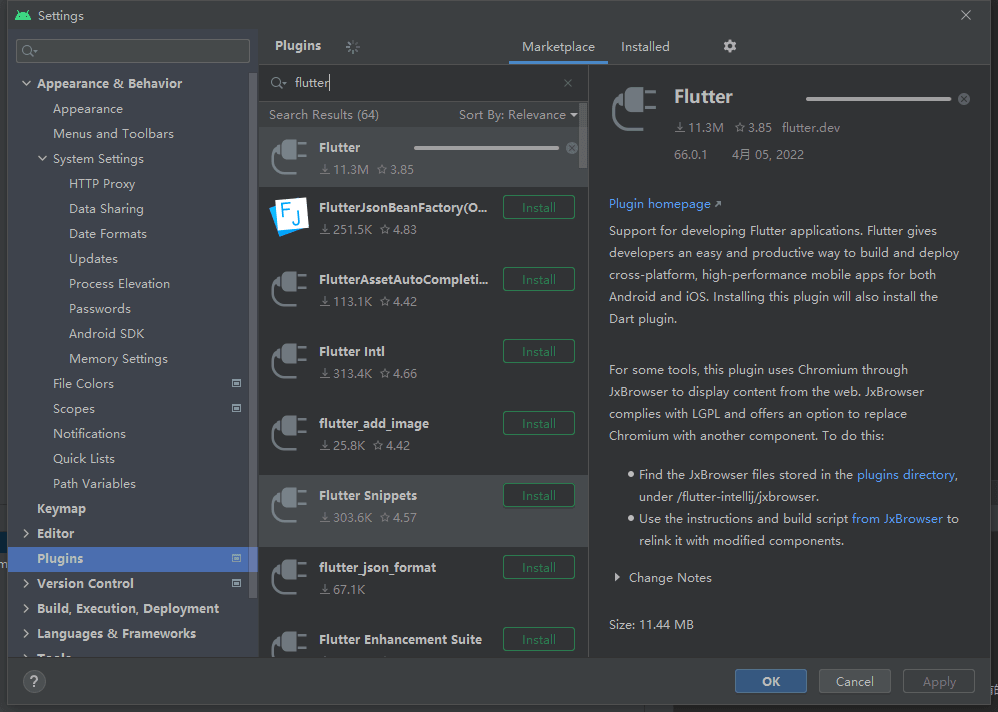 Settings
Appearance & Behavior
Appearance
Menus and Toolbars
System Settings
HTTP Proxy
Data Sharing
Date Formats
Updates
Process Elevation
Passwords
Android SDK
Memory Settings
File Colors
Scopes
Notifications
Quick Lists
Path Variables
Keymap
Editor
Plugins
Version Control
Build, Execution, Deployment
Languages & Frameworks
Tools
Plugins
Marketplace
Installed
flutter
Search Results (64)
Sort By: Relevance
Flutter
11.3M 3.85
FlutterJsonBeanFactory(O...
Install
251.5K 4.83
FlutterAssetAutoCompleti...
Install
113.1K 4.42
Flutter Intl
Install
313.4K 4.66
flutter_add_image
Install
25.8K 4.42
Flutter Snippets
Install
303.6K 4.57
flutter_json_format
Install
67.1K
Flutter Enhancement Suite
Install
Flutter
11.3M 3.85 flutter.dev
66.0.1 4月 05, 2022
Plugin homepage
Support for developing Flutter applications. Flutter gives
developers an easy and productive way to build and deploy
cross-platform, high-performance mobile apps for both
Android and iOS. Installing this plugin will also install the
Dart plugin.
For some tools, this plugin uses Chromium through
JxBrowser to display content from the web. JxBrowser
complies with LGPL and offers an option to replace
Chromium with another component. To do this:
Find the JxBrowser files stored in the plugins directory,
under /flutter-intellij/jxbrowser.
Use the instructions and build script from JxBrowser to
relink it with modified components.
Change Notes
Size: 11.44 MB
?
OK
Cancel
Apply